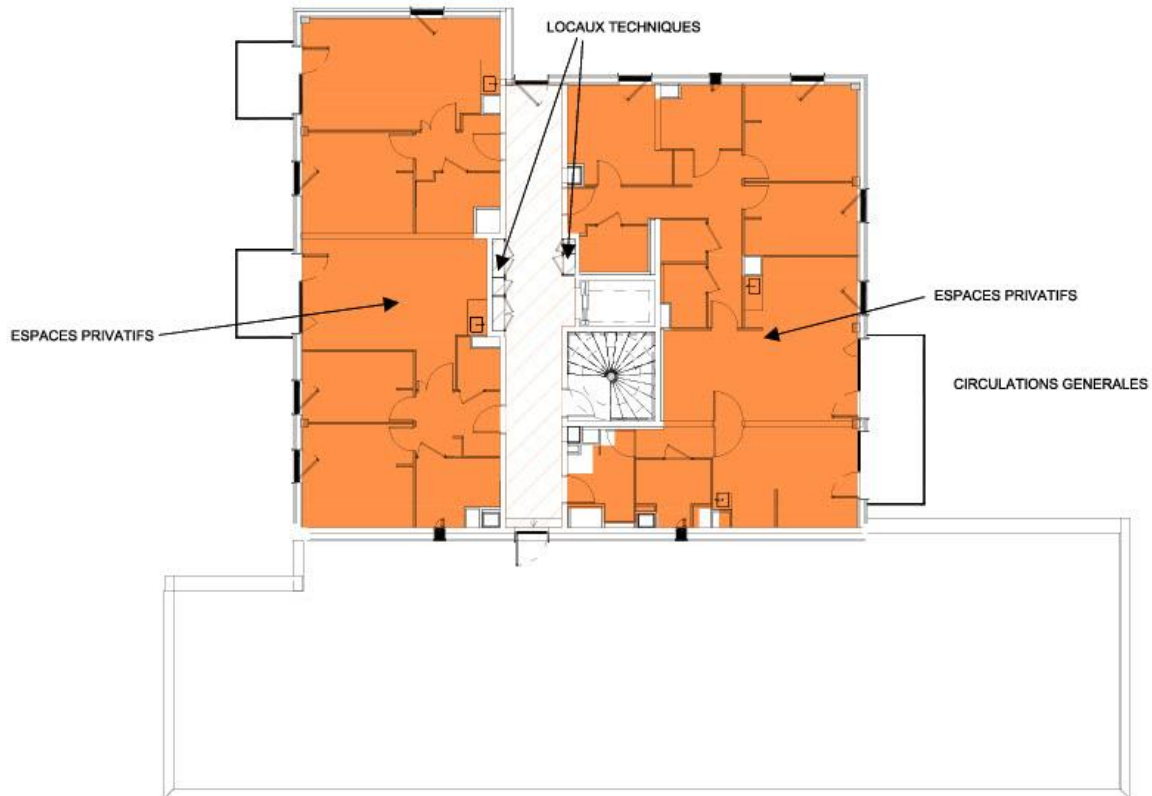 LOCAUX TECHNIQUES
ESPACES PRIVATIFS
ESPACES PRIVATIFS
CIRCULATIONS GENERALES